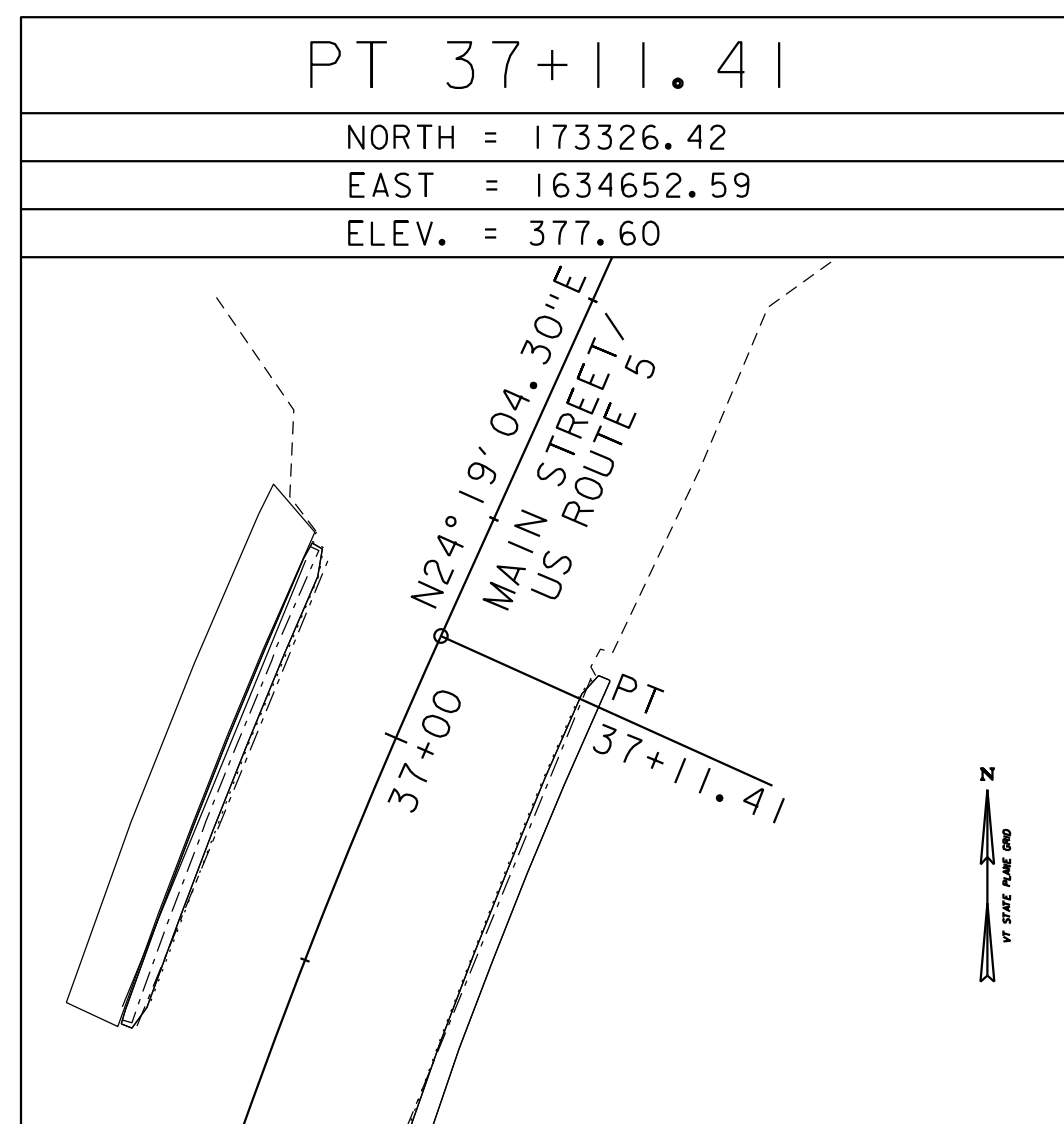 PT 37+11.41
NORTH = 173326.42
EAST = 1634652.59
ELEV. = 377.60
N24° 19' 04.30"E
MAIN STREET/
US ROUTE 5
PT
37+11.41
37+00
N
VT STATE PLANE GRID